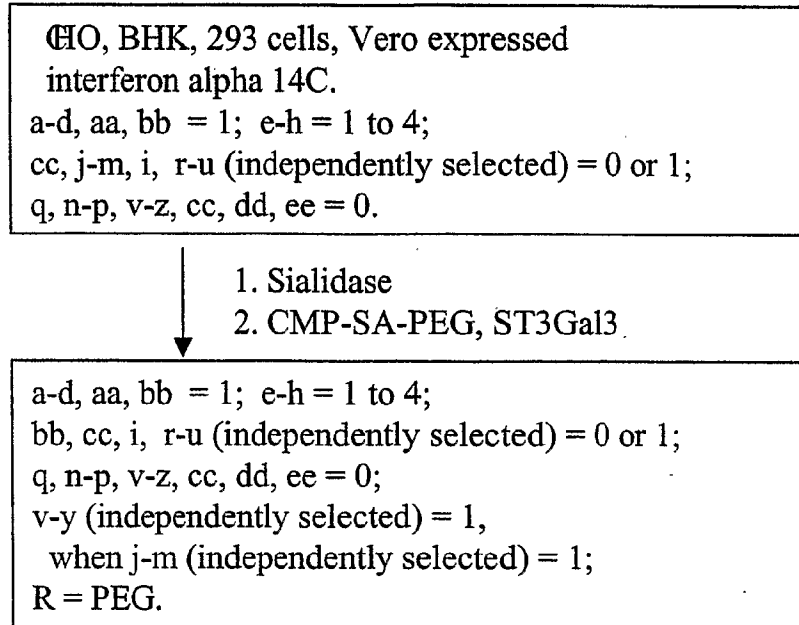 CHO, BHK, 293 cells, Vero expressed
interferon alpha 14C.
a-d, aa, bb = 1; e-h = 1 to 4;
cc, j-m, i, r-u (independently selected) = 0 or 1;
q, n-p, v-z, cc, dd, ee = 0.
1. Sialidase
2. CMP-SA-PEG, ST3Gal3
a-d, aa, bb = 1; e-h = 1 to 4;
bb, cc, i, r-u (independently selected) = 0 or 1;
q, n-p, v-z, cc, dd, ee = 0;
v-y (independently selected) = 1,
when j-m (independently selected) = 1;
R = PEG.